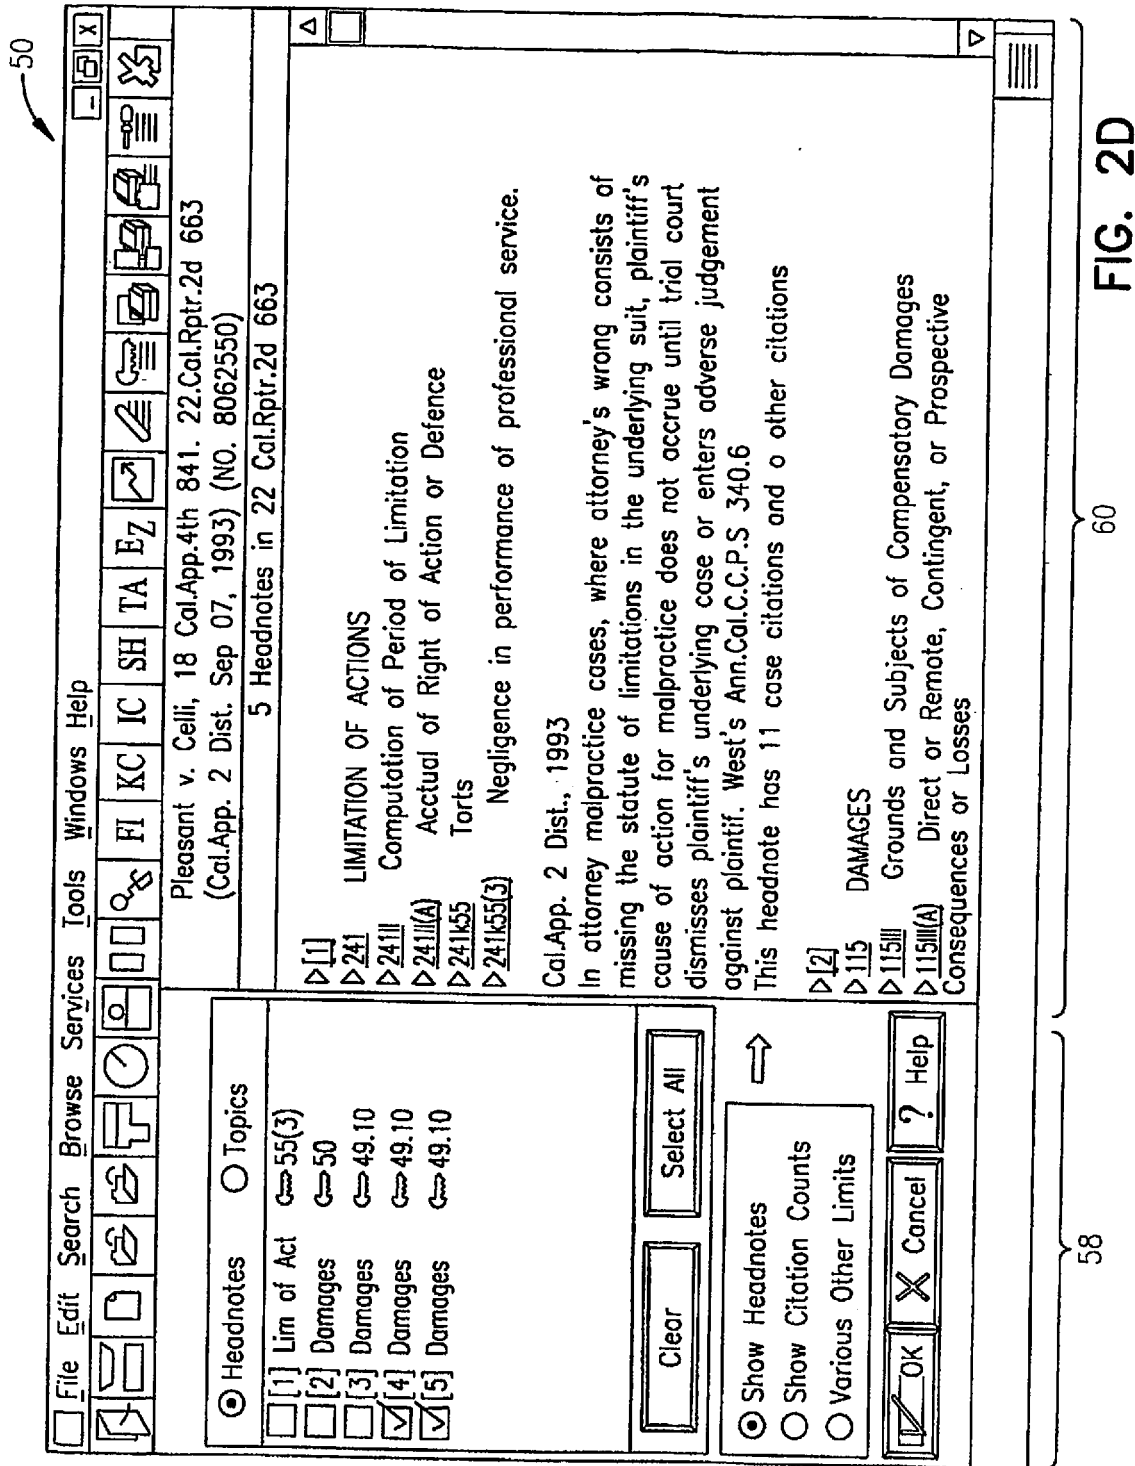 50
File Edit Search Browse Services Tools Windows Help
FI KC IC SH TA EZ
Pleasant v. Celli, 18 Cal.App.4th 841. 22.Cal.Rptr.2d 663
(Cal.App. 2 Dist. Sep 07, 1993) (NO. 8062550)
5 Headnotes in 22 Cal.Rptr.2d 663
Headnotes Topics
[1] Lim of Act 55(3)
[2] Damages 50
[3] Damages 49.10
[4] Damages 49.10
[5] Damages 49.10
Clear Select All
Show Headnotes
Show Citation Counts
Various Other Limits
OK Cancel ? Help
[1]
241 LIMITATION OF ACTIONS
241II Computation of Period of Limitation
241II(A) Acctual of Right of Action or Defence
241k55 Torts
241k55(3) Negligence in performance of professional service.
Cal.App. 2 Dist., 1993
In attorney malpractice cases, where attorney's wrong consists of
missing the statute of limitations in the underlying suit, plaintiff's
cause of action for malpractice does not accrue until trial court
dismisses plaintiff's underlying case or enters adverse judgement
against plaintif. West's Ann.Cal.C.C.P.S 340.6
This headnote has 11 case citations and o other citations
[2]
115 DAMAGES
115III Grounds and Subjects of Compensatory Damages
115III(A) Direct or Remote, Contingent, or Prospective
Consequences or Losses
58
60
FIG. 2D